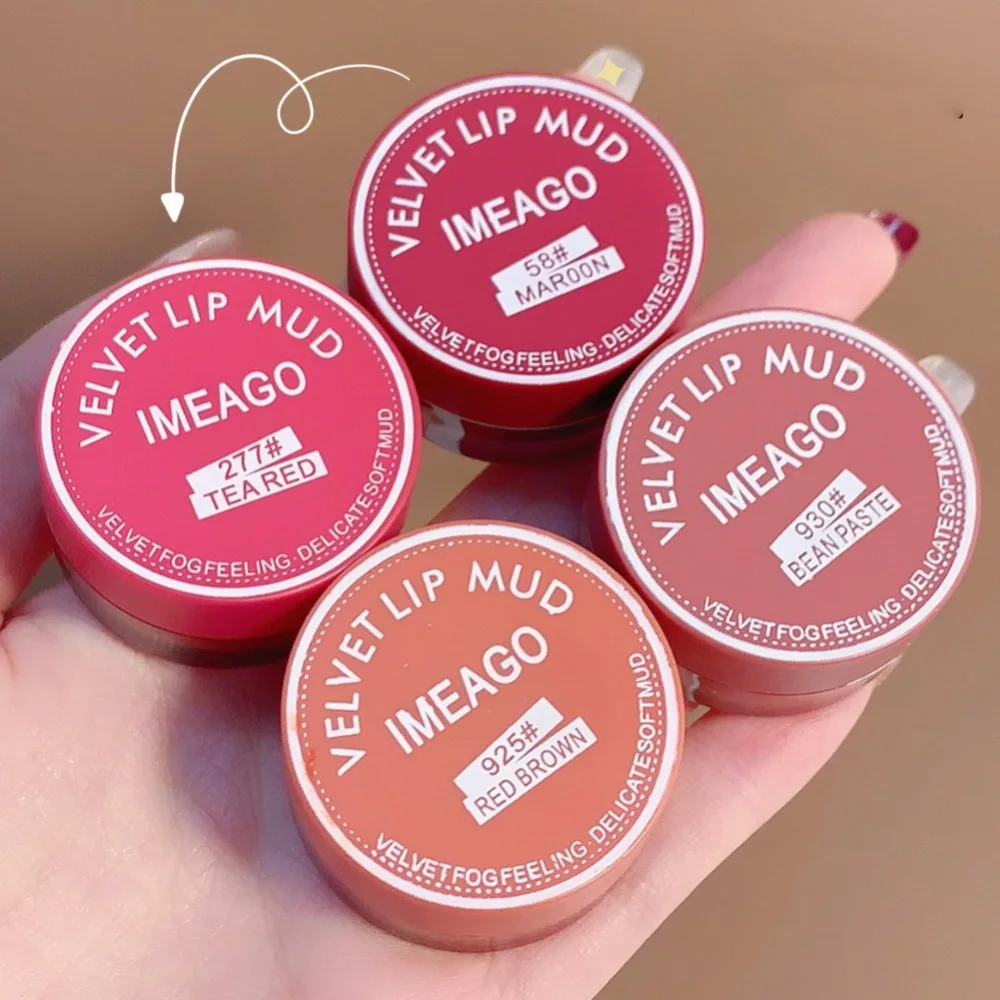 VELVET LIP MUD
IMEAGO
58#
MAR00N
VELVETFOGFEELING·DELICATESOFTMUD
VELVET LIP MUD
IMEAGO
277#
TEA RED
VELVETFOGFEELING·DELICATESOFTMUD
VELVET LIP MUD
IMEAGO
930#
BEAN PASTE
VELVETFOGFEELING·DELICATESOFTMUD
VELVET LIP MUD
IMEAGO
925#
RED BROWN
VELVETFOGFEELING·DELICATESOFTMUD